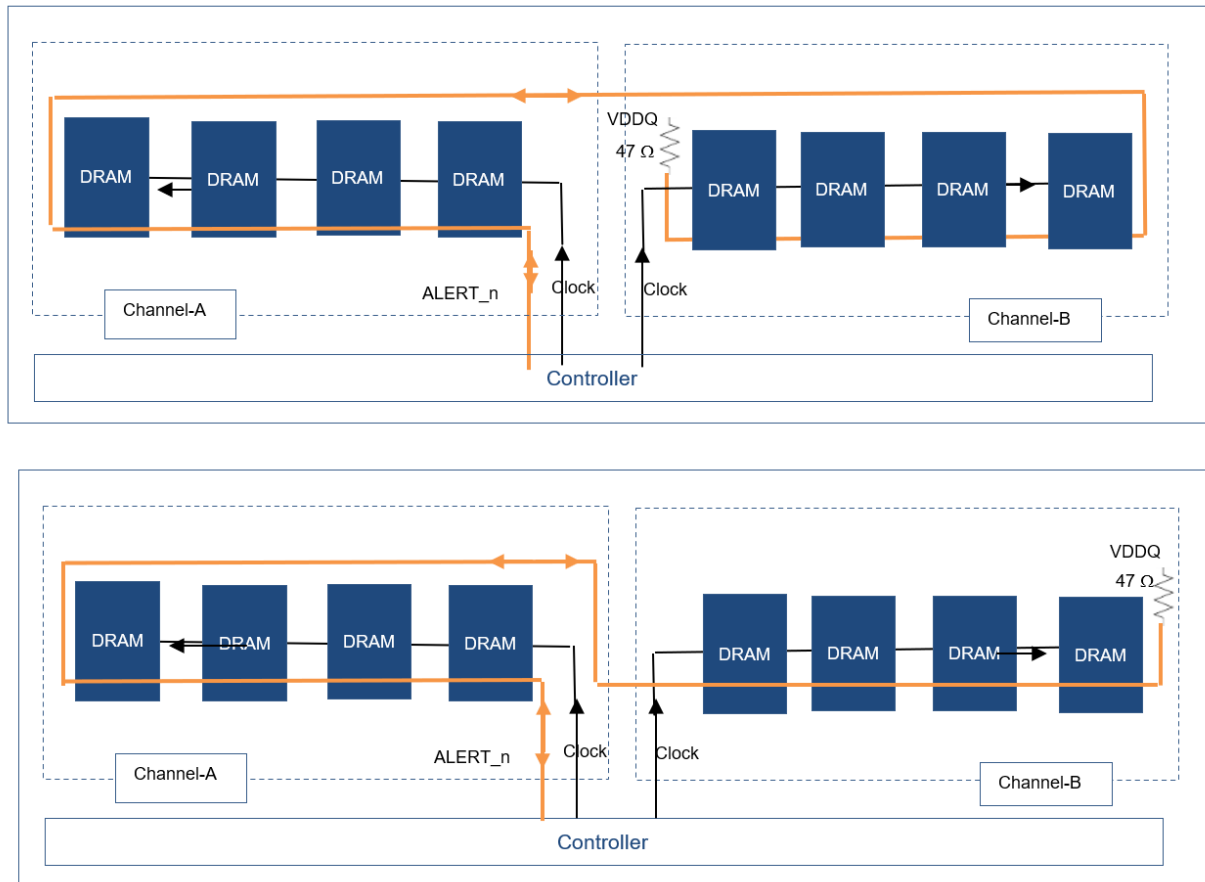 VDDQ
47 Ω
DRAM DRAM DRAM DRAM DRAM DRAM DRAM DRAM
ALERT_n Clock Clock
Channel-A Channel-B
Controller
VDDQ
47 Ω
DRAM DRAM DRAM DRAM DRAM DRAM DRAM DRAM
ALERT_n Clock Clock
Channel-A Channel-B
Controller